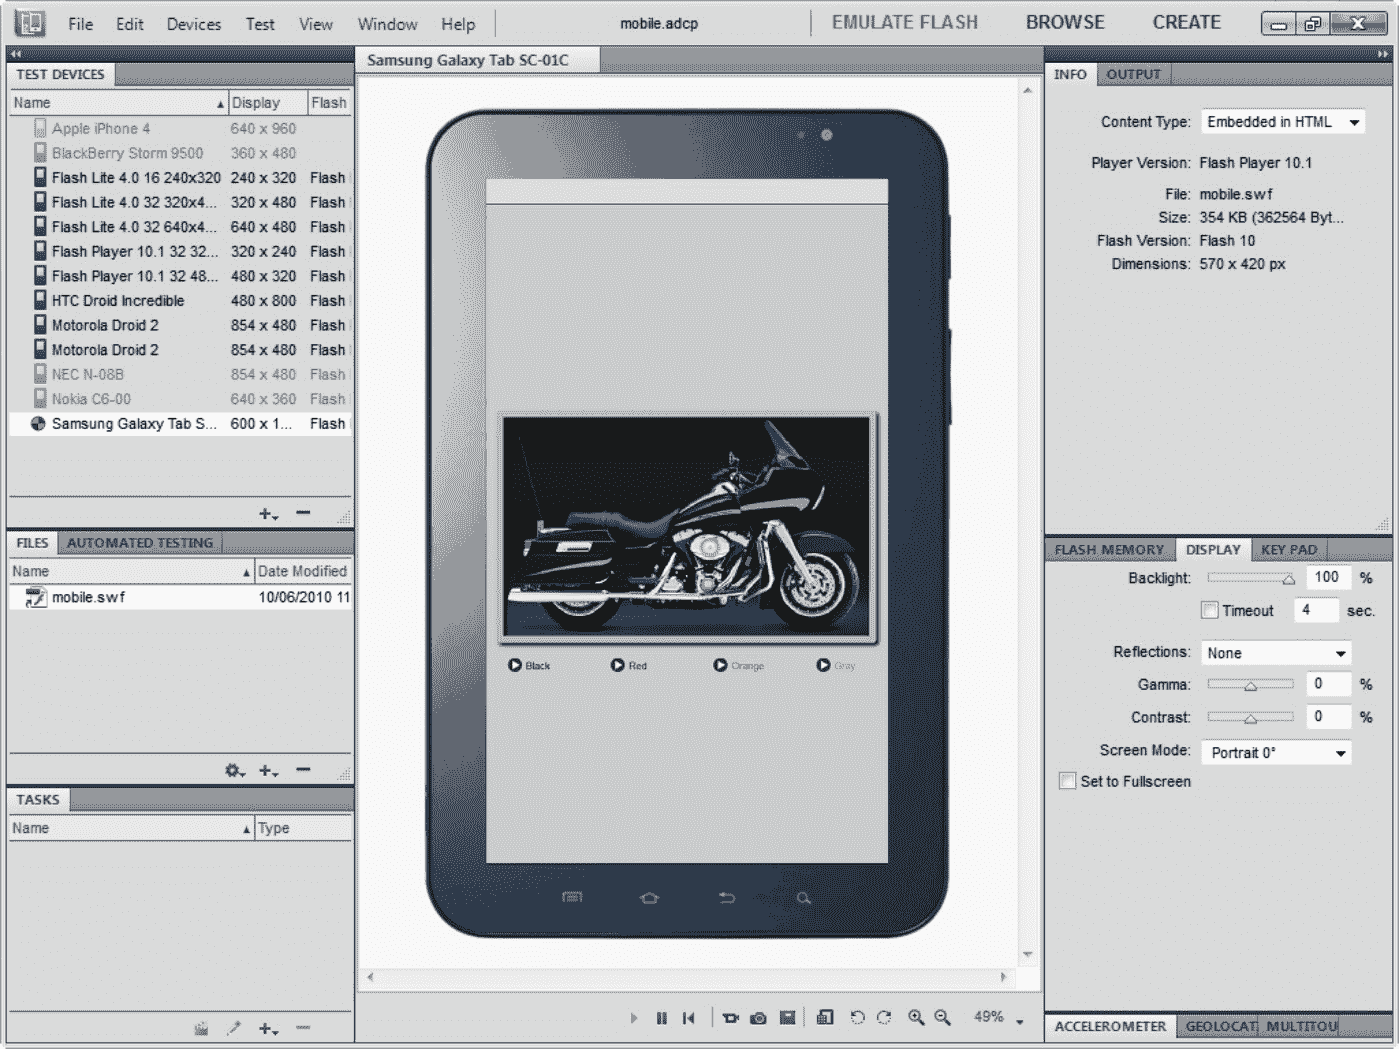 File Edit Devices Test View Window Help mobile.adcp EMULATE FLASH BROWSE CREATE
TEST DEVICES
Name Display Flash
Apple iPhone 4 640 x 960
BlackBerry Storm 9500 360 x 480
Flash Lite 4.0 16 240x320 240 x 320 Flash
Flash Lite 4.0 32 320x4... 320 x 480 Flash
Flash Lite 4.0 32 640x4... 640 x 480 Flash
Flash Player 10.1 32 32... 320 x 240 Flash
Flash Player 10.1 32 48... 480 x 320 Flash
HTC Droid Incredible 480 x 800 Flash
Motorola Droid 2 854 x 480 Flash
Motorola Droid 2 854 x 480 Flash
NEC N-08B 854 x 480 Flash
Nokia C6-00 640 x 360 Flash
Samsung Galaxy Tab S... 600 x 1... Flash
FILES AUTOMATED TESTING
Name Date Modified
mobile.swf 10/06/2010 11
TASKS
Name Type
Samsung Galaxy Tab SC-01C
Black Red Orange Gray
49%
INFO OUTPUT
Content Type: Embedded in HTML
Player Version: Flash Player 10.1
File: mobile.swf
Size: 354 KB (362564 Byt...
Flash Version: Flash 10
Dimensions: 570 x 420 px
FLASH MEMORY DISPLAY KEY PAD
Backlight: 100 %
Timeout 4 sec.
Reflections: None
Gamma: 0 %
Contrast: 0 %
Screen Mode: Portrait 0°
Set to Fullscreen
ACCELEROMETER GEOLOCAT MULTITOU